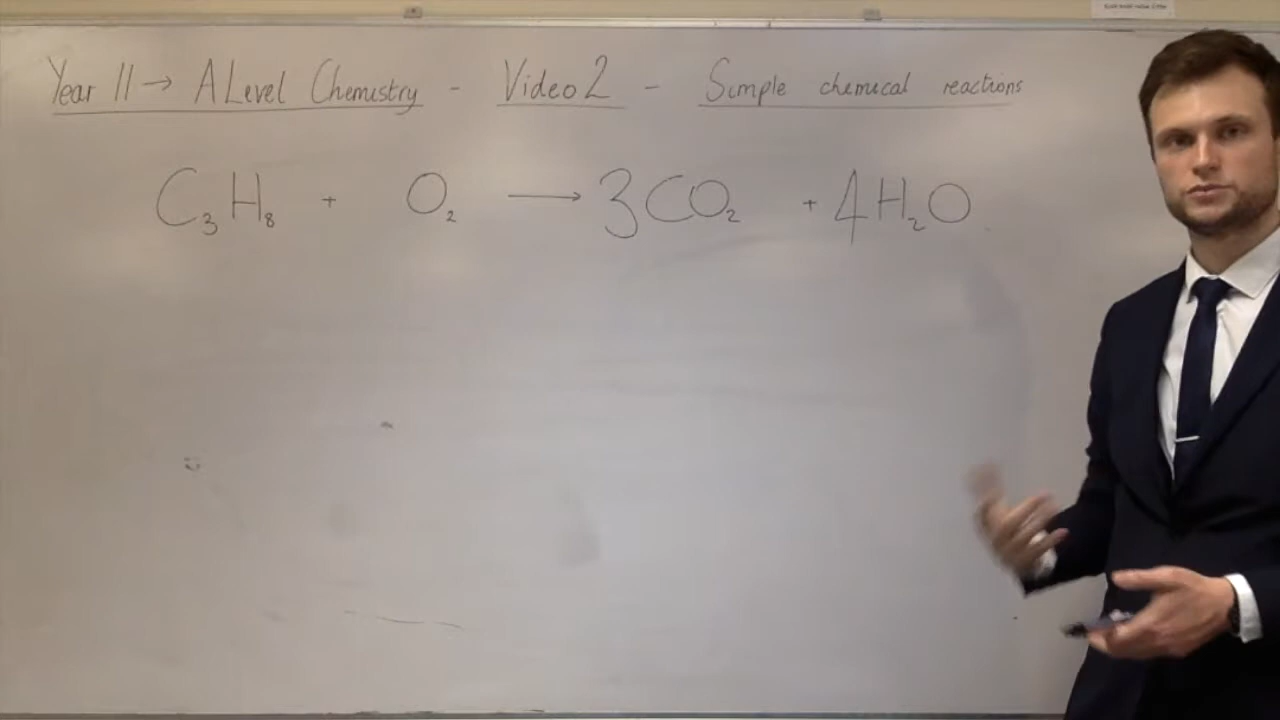 Year 11 → A Level Chemistry - Video 2 - Simple chemical reactions
C₃H₈ + O₂ → 3CO₂ + 4H₂O